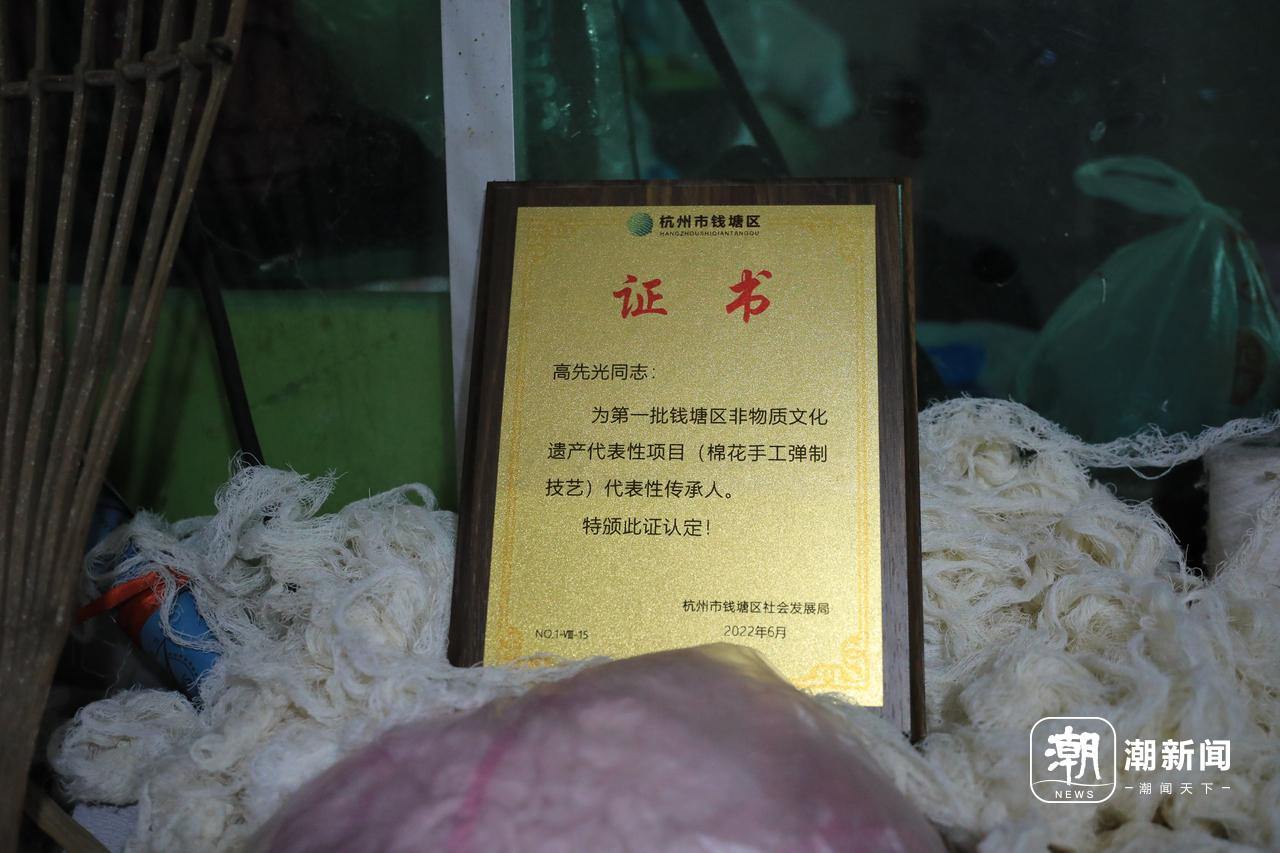 杭州市钱塘区
HANGZHOUSHIQIANTANGQU
证 书
高先光同志：
为第一批钱塘区非物质文化
遗产代表性项目（棉花手工弹制
技艺）代表性传承人。
特颁此证认定！
杭州市钱塘区社会发展局
NO.1-Ⅷ-15
2022年6月
潮
NEWS
潮新闻
潮闻天下